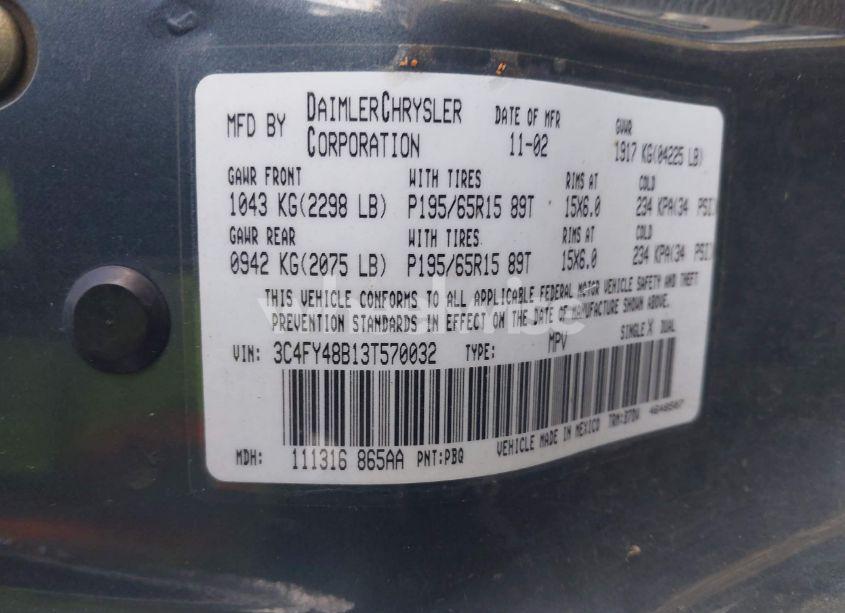 MFD BY DAIMLERCHRYSLER CORPORATION DATE OF MFR 11-02 GVWR 1917 KG(04225 LB)
GAWR FRONT WITH TIRES RIMS AT COLD
1043 KG(2298 LB) P195/65R15 89T 15X6.0 234 KPA(34 PSI)
GAWR REAR WITH TIRES RIMS AT COLD
0942 KG(2075 LB) P195/65R15 89T 15X6.0 234 KPA(34 PSI)
THIS VEHICLE CONFORMS TO ALL APPLICABLE FEDERAL MOTOR VEHICLE SAFETY AND THEFT
PREVENTION STANDARDS IN EFFECT ON THE DATE OF MANUFACTURE SHOWN ABOVE.
VIN: 3C4FY48B13T570032 TYPE: MPV SINGLE X DUAL
MDH: 111316 865AA PNT:PBQ VEHICLE MADE IN MEXICO